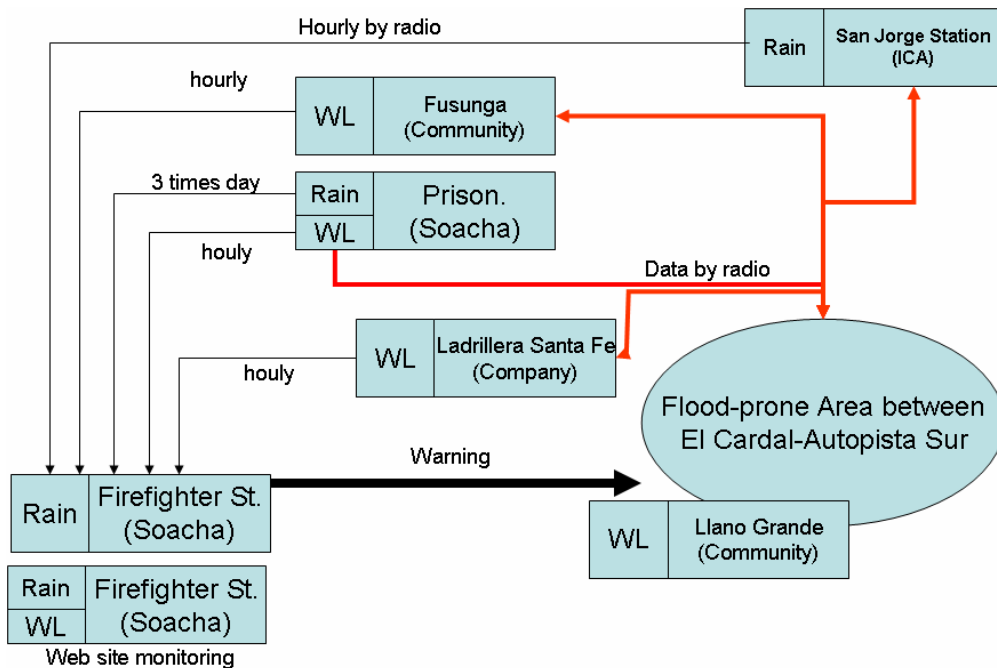 Hourly by radio
Rain
San Jorge Station
(ICA)
hourly
WL
Fusunga
(Community)
3 times day
Rain
WL
Prison.
(Soacha)
houly
Data by radio
WL
Ladrillera Santa Fe
(Company)
houly
Flood-prone Area between
El Cardal-Autopista Sur
Warning
Rain
Firefighter St.
(Soacha)
WL
Llano Grande
(Community)
Rain
WL
Firefighter St.
(Soacha)
Web site monitoring